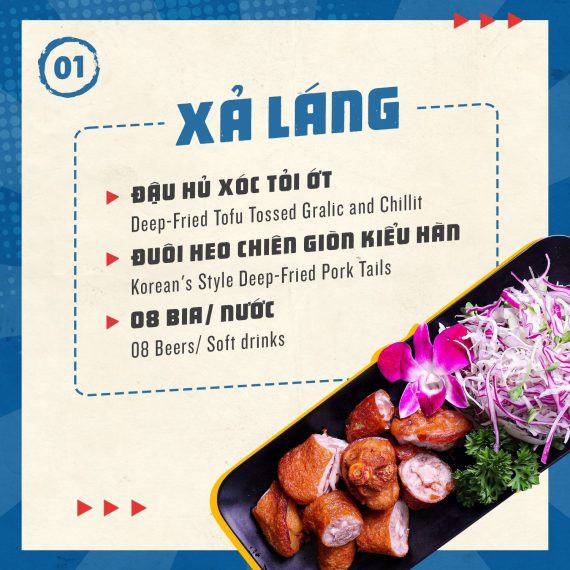 01
XẢ LÁNG
ĐẬU HỦ XÓC TỎI ỚT
Deep-Fried Tofu Tossed Gralic and Chillit
ĐUÔI HEO CHIÊN GIÒN KIỂU HÀN
Korean's Style Deep-Fried Pork Tails
08 BIA/ NƯỚC
08 Beers/ Soft drinks